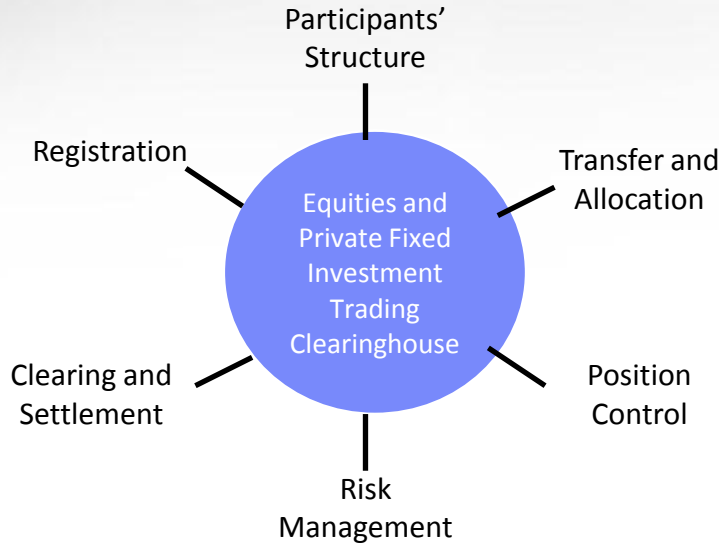 Participants'
Structure
Registration
Transfer and
Allocation
Equities and
Private Fixed
Investment
Trading
Clearinghouse
Clearing and
Settlement
Position
Control
Risk
Management